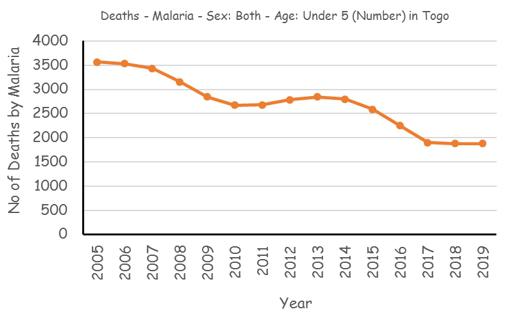 Deaths - Malaria - Sex: Both - Age: Under 5 (Number) in Togo
No of Deaths by Malaria
4000
3500
3000
2500
2000
1500
1000
500
0
2005 2006 2007 2008 2009 2010 2011 2012 2013 2014 2015 2016 2017 2018 2019
Year